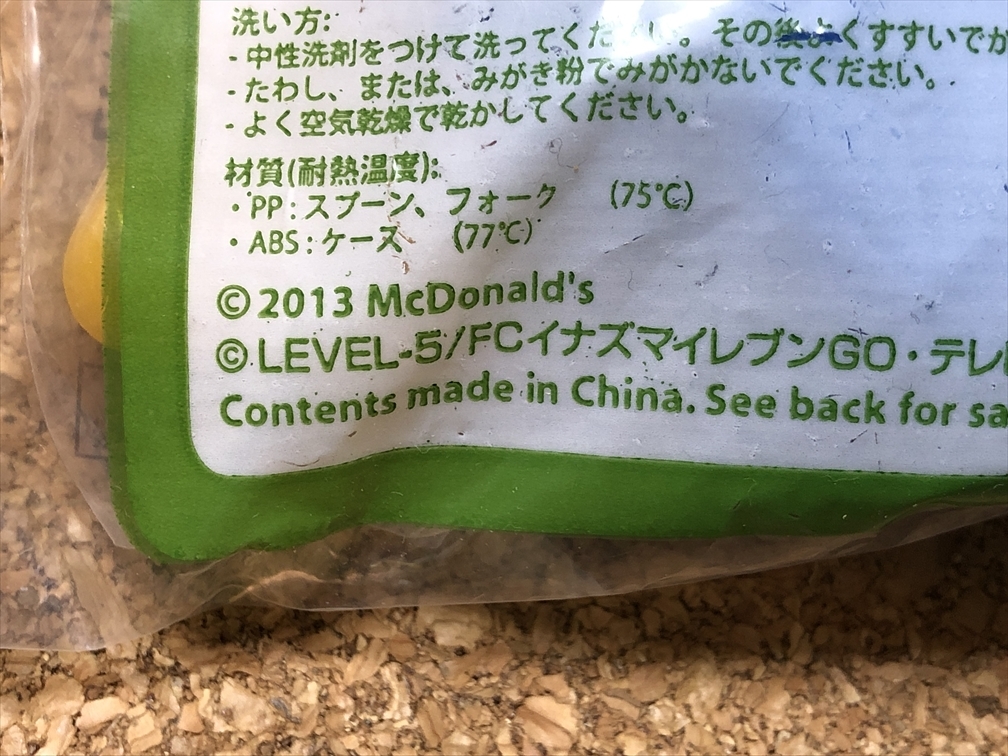 洗い方:
- 中性洗剤をつけて洗ってくだ い。その後よくすすいでか
- たわし、または、みがき粉でみがかないでください。
- よく空気乾燥で乾かしてください。
材質(耐熱温度):
・PP:スプーン、フォーク (75℃)
・ABS:ケース (77℃)
© 2013 McDonald's
© LEVEL-5/FCイナズマイレブンGO・テレ
Contents made in China. See back for sa